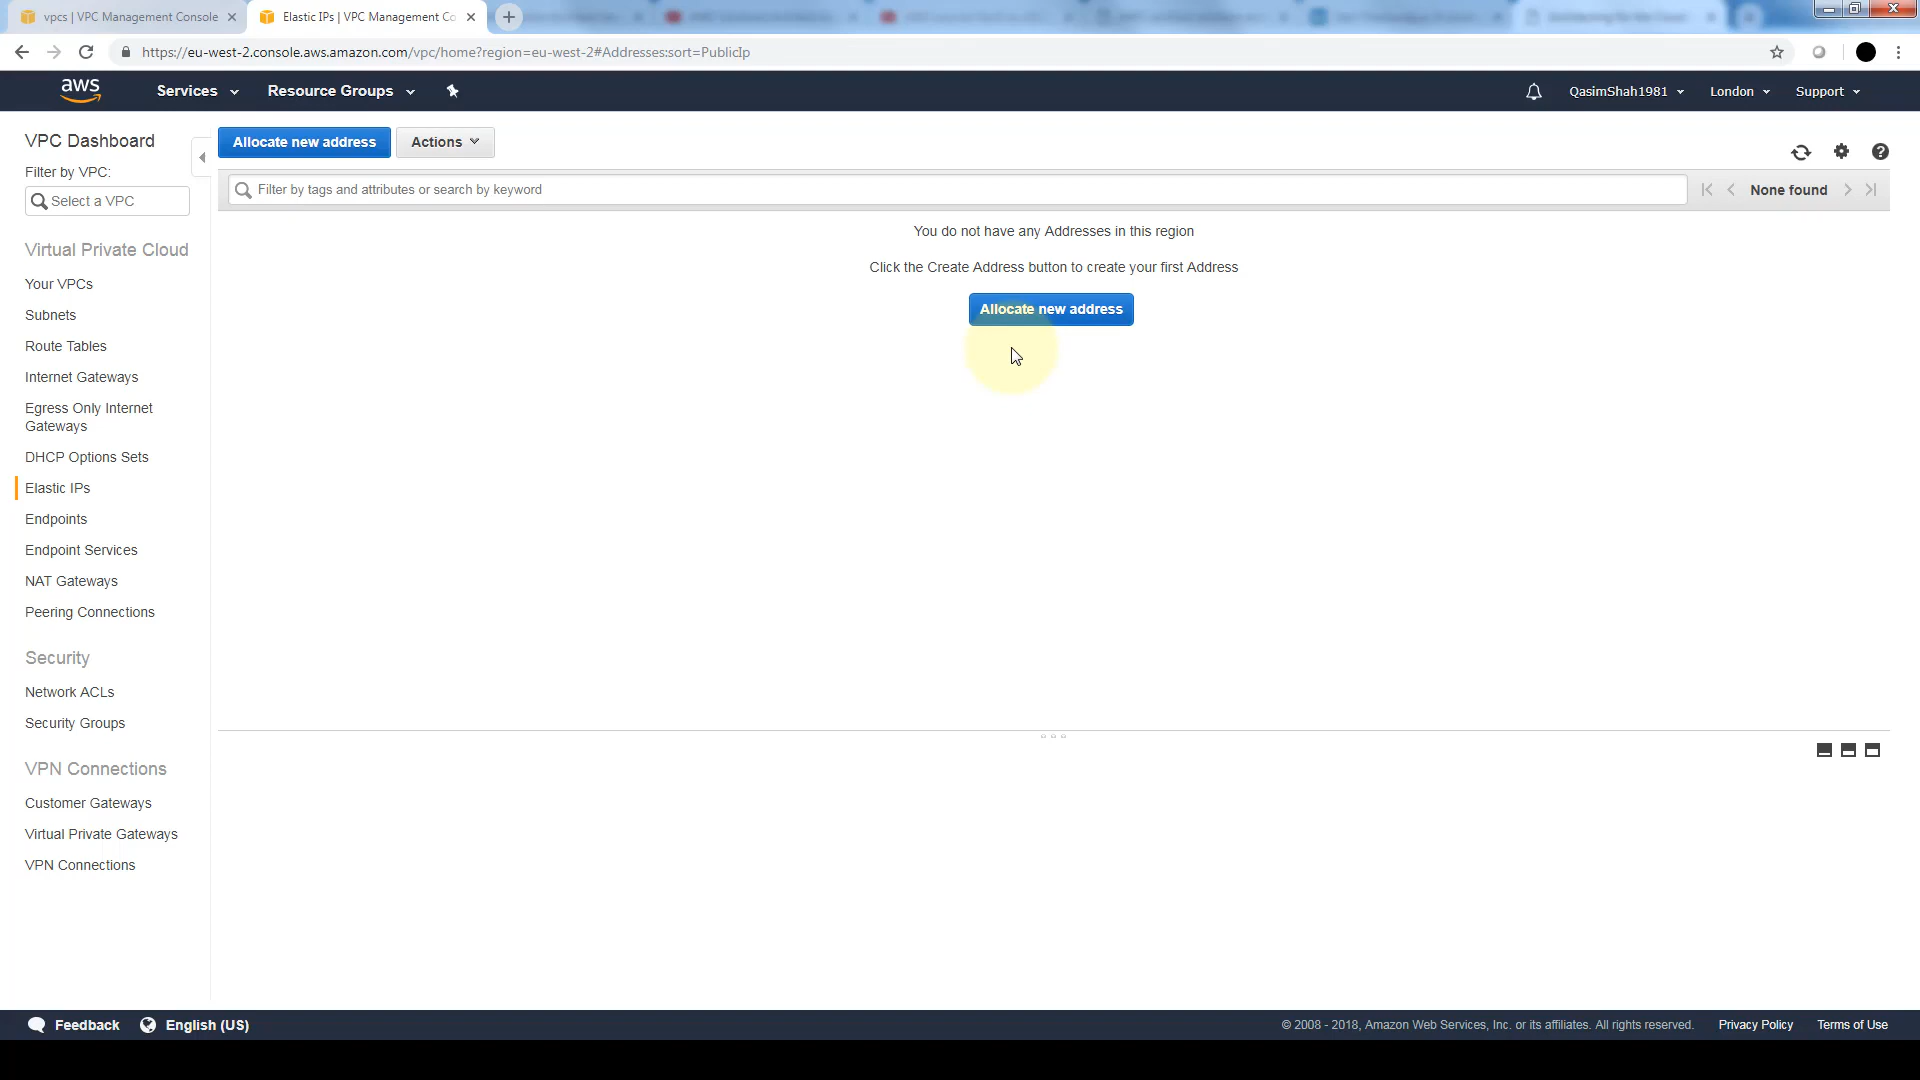 vpcs | VPC Management Console
Elastic IPs | VPC Management Co
https://eu-west-2.console.aws.amazon.com/vpc/home?region=eu-west-2#Addresses:sort=PublicIp
aws
Services
Resource Groups
QasimShah1981
London
Support
VPC Dashboard
Filter by VPC:
Select a VPC
Virtual Private Cloud
Your VPCs
Subnets
Route Tables
Internet Gateways
Egress Only Internet
Gateways
DHCP Options Sets
Elastic IPs
Endpoints
Endpoint Services
NAT Gateways
Peering Connections
Security
Network ACLs
Security Groups
VPN Connections
Customer Gateways
Virtual Private Gateways
VPN Connections
Allocate new address
Actions
Filter by tags and attributes or search by keyword
None found
You do not have any Addresses in this region
Click the Create Address button to create your first Address
Allocate new address
Feedback
English (US)
© 2008 - 2018, Amazon Web Services, Inc. or its affiliates. All rights reserved.
Privacy Policy
Terms of Use